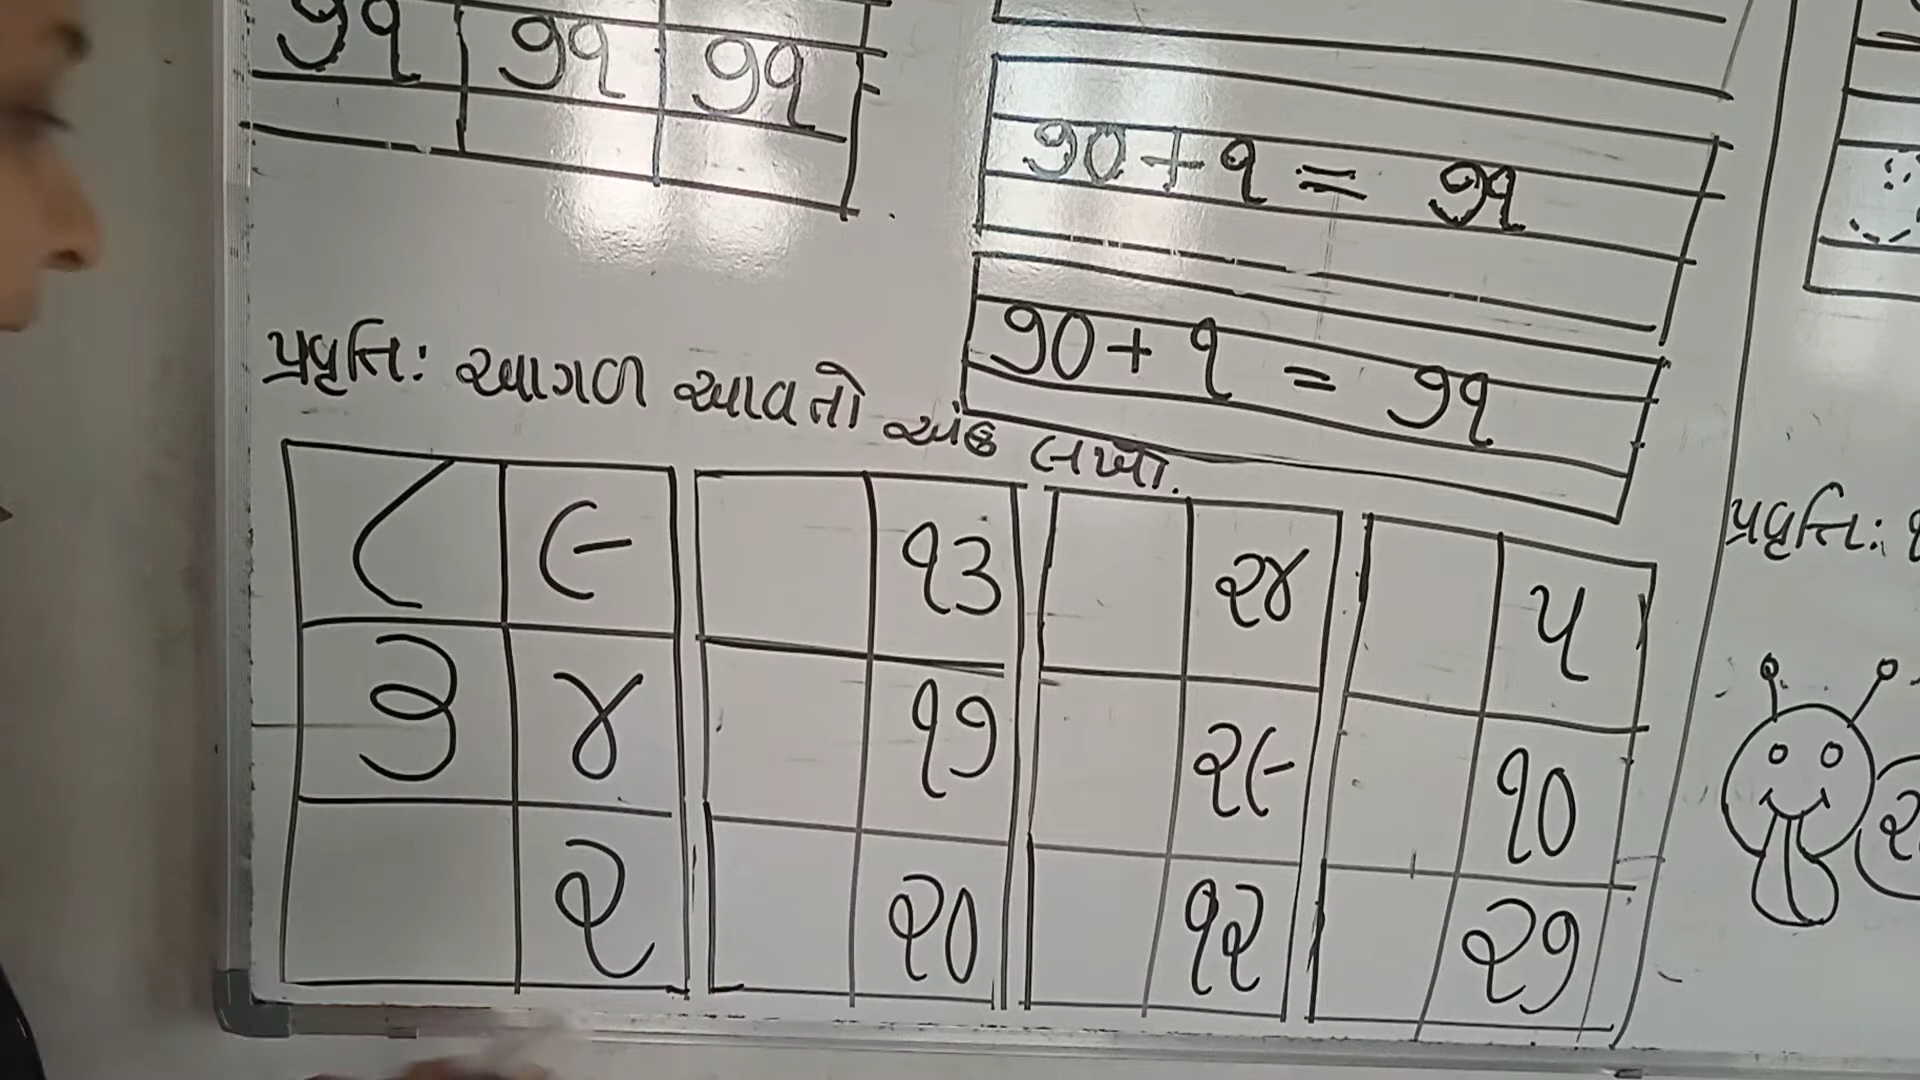 ૭૧ ૭૧ ૭૧
૭૦ + ૧ = ૭૧
૭૦ + ૧ = ૭૧
પ્રવૃત્તિ: આગળ આવતો અંક લખો.
૮ ૯ ૧૩ ૨૪ ૫
૩ ૪ ૧૭ ૨૯ ૧૦
૨ ૨૦ ૧૨ ૨૭
પ્રવૃત્તિ: